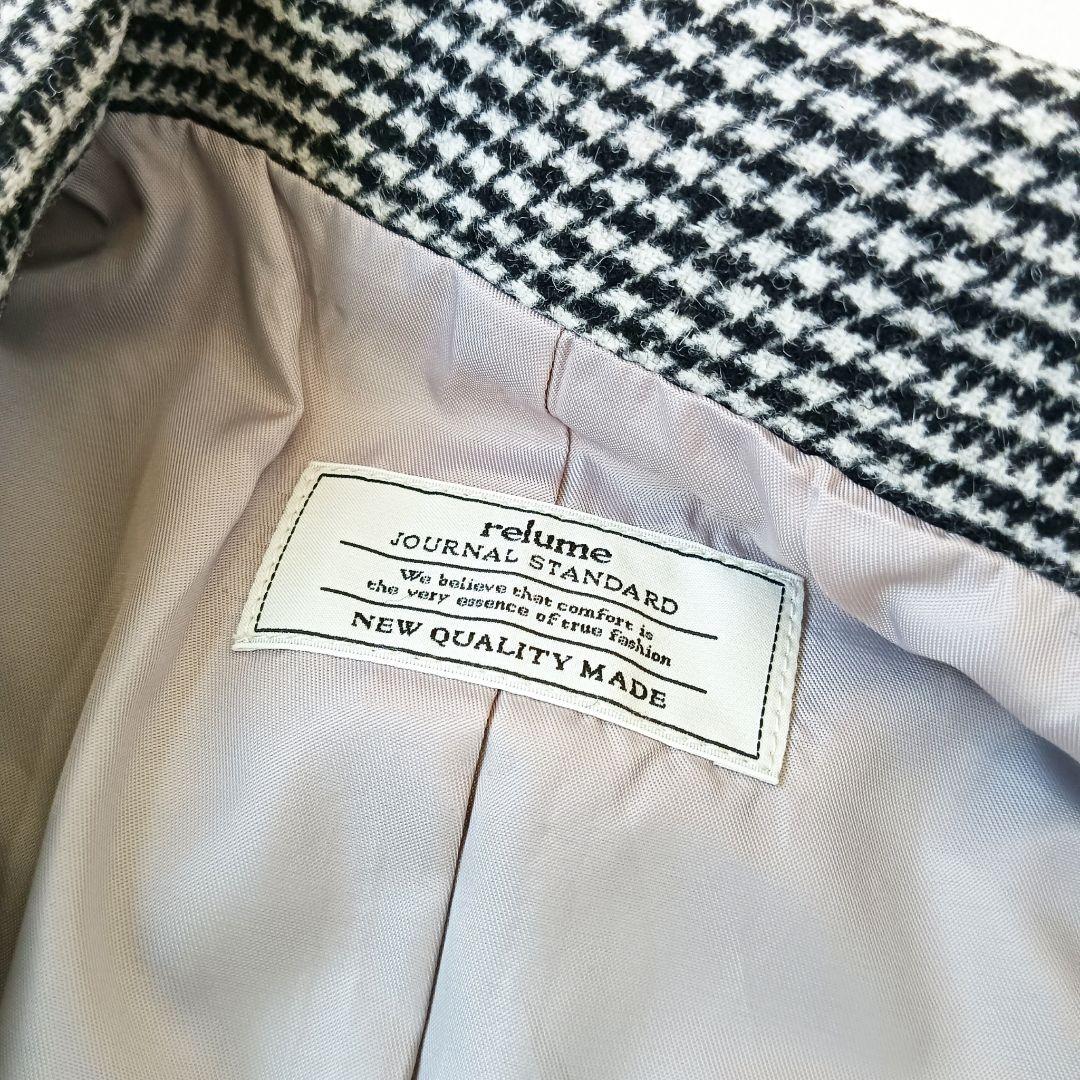 relume
JOURNAL STANDARD
We believe that comfort is
the very essence of true fashion
NEW QUALITY MADE